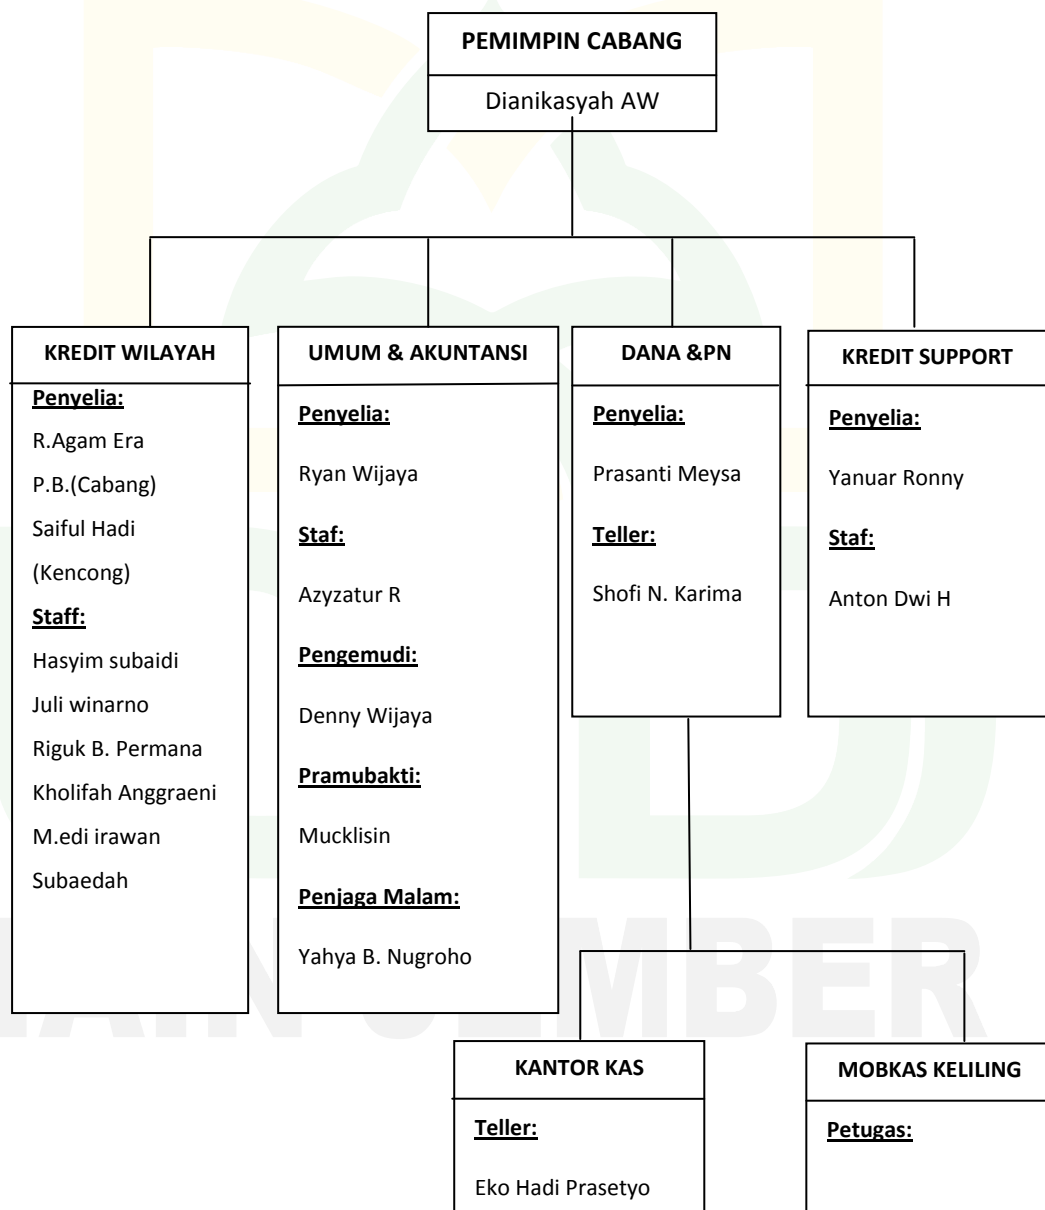 PEMIMPIN CABANG
Dianikasyah AW
KREDIT WILAYAH
Penyelia:
R.Agam Era
P.B.(Cabang)
Saiful Hadi
(Kencong)
Staff:
Hasyim subaidi
Juli winarno
Riguk B. Permana
Kholifah Anggraeni
M.edi irawan
Subaedah
UMUM & AKUNTANSI
Penyelia:
Ryan Wijaya
Staf:
Azyzatur R
Pengemudi:
Denny Wijaya
Pramubakti:
Mucklisin
Penjaga Malam:
Yahya B. Nugroho
DANA &PN
Penyelia:
Prasanti Meysa
Teller:
Shofi N. Karima
KREDIT SUPPORT
Penyelia:
Yanuar Ronny
Staf:
Anton Dwi H
KANTOR KAS
Teller:
Eko Hadi Prasetyo
MOBKAS KELILING
Petugas:
IAIN JEMBER